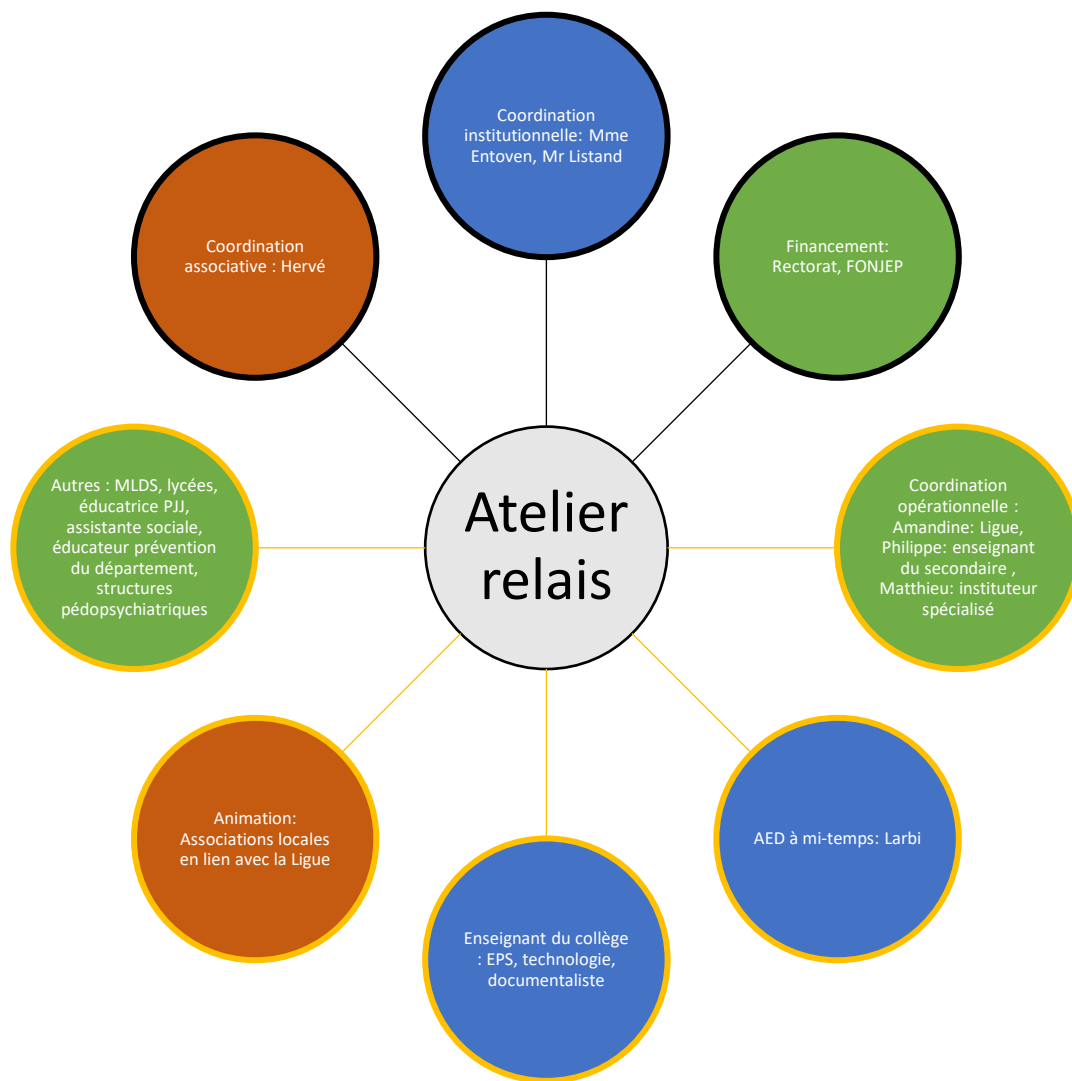 Coordination
institutionnelle: Mme
Entoven, Mr Listand
Coordination
associative : Hervé
Financement:
Rectorat, FONJEP
Autres : MLDS, lycées,
éducatrice PJJ,
assistante sociale,
éducateur prévention
du département,
structures
pédopsychiatriques
Atelier
relais
Coordination
opérationnelle :
Amandine: Ligue,
Philippe: enseignant
du secondaire ,
Matthieu: instituteur
spécialisé
Animation:
Associations locales
en lien avec la Ligue
AED à mi-temps: Larbi
Enseignant du collège
: EPS, technologie,
documentaliste